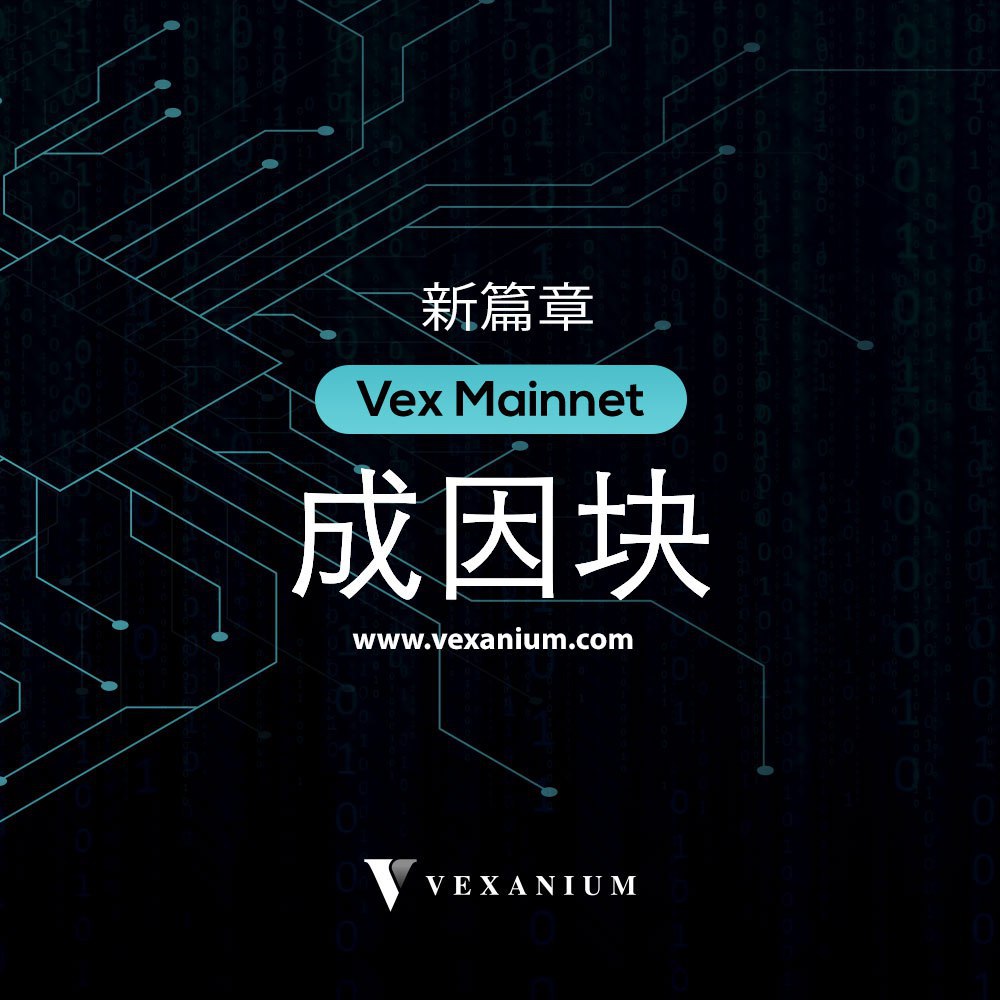 新篇章
Vex Mainnet
成因块
www.vexanium.com
VEXANIUM